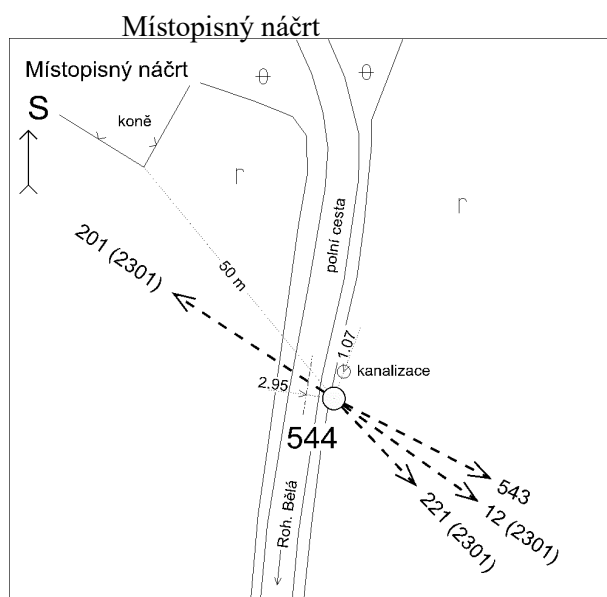 Místopisný náčrt
Místopisný náčrt
S
koně
r
r
polní cesta
201 (2301)
50 m
1.07
kanalizace
2.95
544
543
12 (2301)
221 (2301)
Roh. Bělá